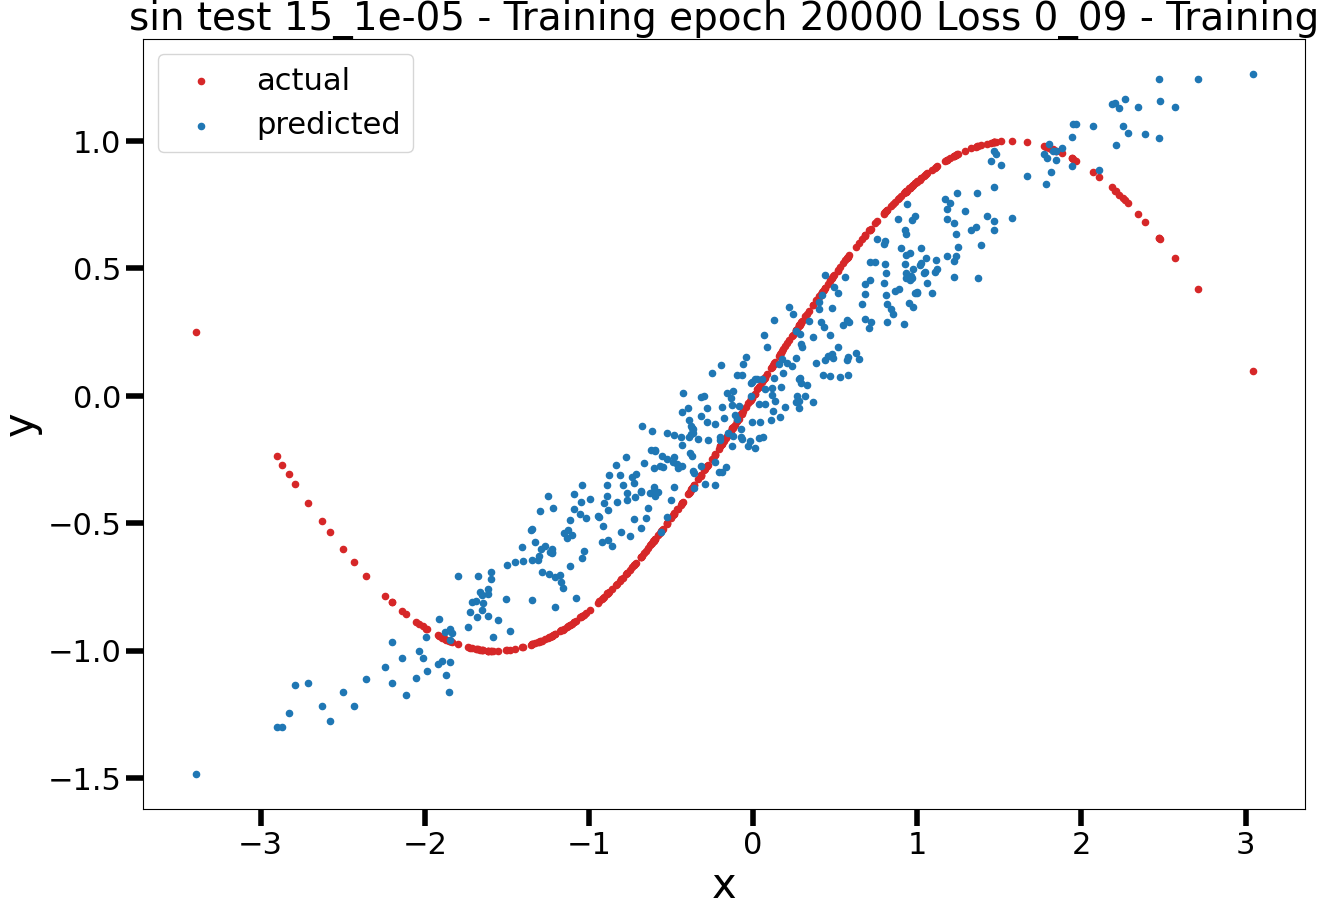 sin test 15_1e-05 - Training epoch 20000 Loss 0_09 - Training
actual
predicted
1.0
0.5
0.0
−0.5
−1.0
−1.5
y
−3 −2 −1 0 1 2 3
x